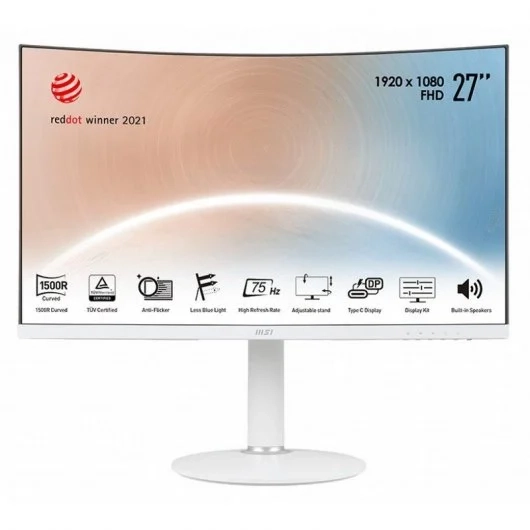 reddot winner 2021
1920 x 1080
FHD 27"
1500R
75 Hz
DP
1500R Curved
TÜV Certified
Anti-Flicker
Less Blue Light
High Refresh Rate
Adjustable stand
Type C Display
Display Kit
Built-in Speakers
msi